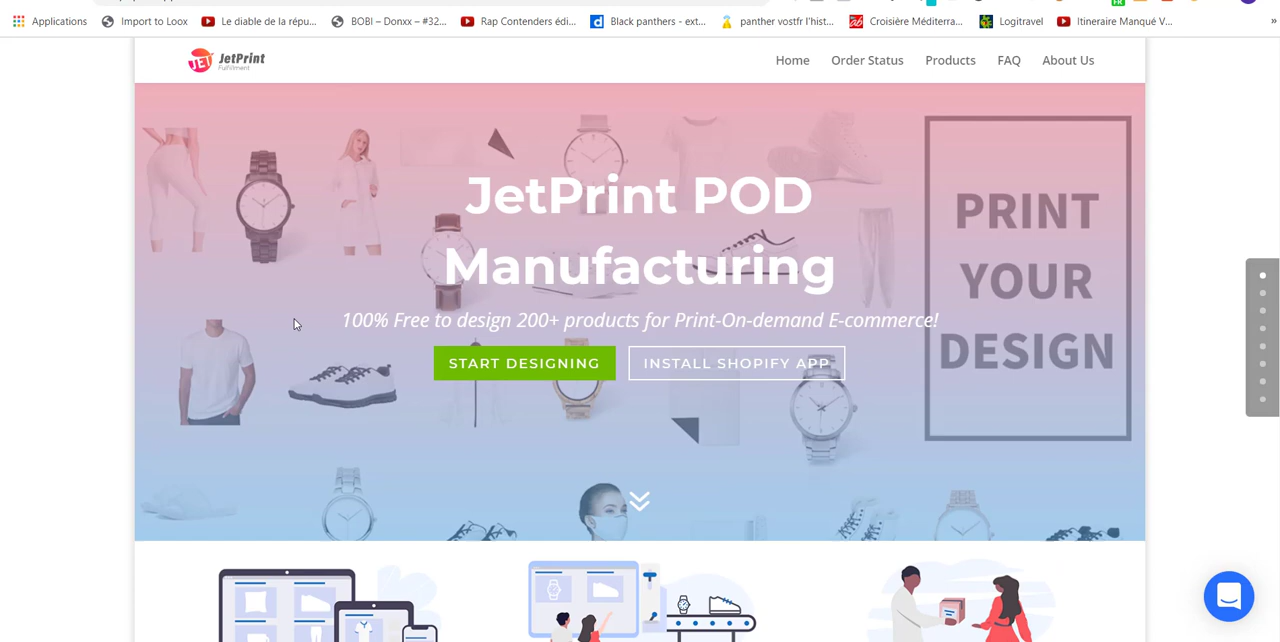 Applications
Import to Loox
Le diable de la répu...
BOBI – Donxx – #32...
Rap Contenders édi...
Black panthers - ext...
panther vostfr l'hist...
Croisière Méditerra...
Logitravel
Itineraire Manqué V...
»
JET JetPrint
Fulfillment
Home
Order Status
Products
FAQ
About Us
JetPrint POD
Manufacturing
100% Free to design 200+ products for Print-On-demand E-commerce!
START DESIGNING
INSTALL SHOPIFY APP
PRINT
YOUR
DESIGN